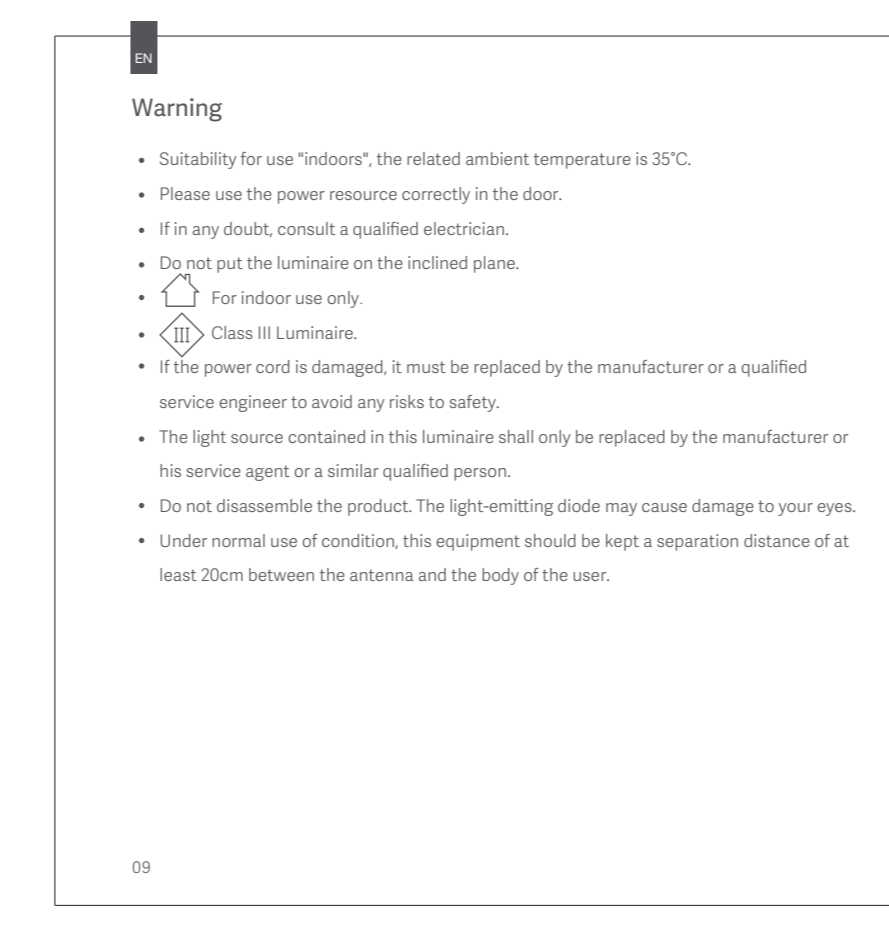 EN
Warning
• Suitability for use "indoors", the related ambient temperature is 35°C.
• Please use the power resource correctly in the door.
• If in any doubt, consult a qualified electrician.
• Do not put the luminaire on the inclined plane.
• For indoor use only.
• III Class III Luminaire.
• If the power cord is damaged, it must be replaced by the manufacturer or a qualified
service engineer to avoid any risks to safety.
• The light source contained in this luminaire shall only be replaced by the manufacturer or
his service agent or a similar qualified person.
• Do not disassemble the product. The light-emitting diode may cause damage to your eyes.
• Under normal use of condition, this equipment should be kept a separation distance of at
least 20cm between the antenna and the body of the user.
09